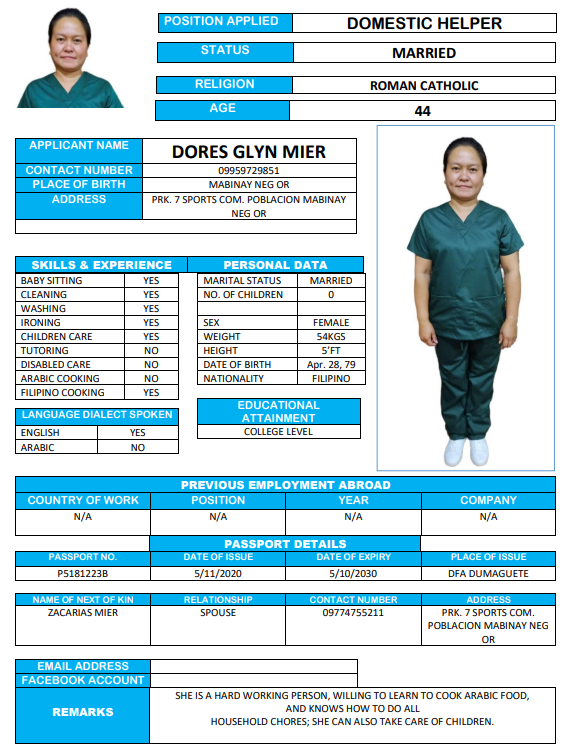 POSITION APPLIED DOMESTIC HELPER
STATUS MARRIED
RELIGION ROMAN CATHOLIC
AGE 44
APPLICANT NAME DORES GLYN MIER
CONTACT NUMBER 09959729851
PLACE OF BIRTH MABINAY NEG OR
ADDRESS PRK. 7 SPORTS COM. POBLACION MABINAY
NEG OR
SKILLS & EXPERIENCE PERSONAL DATA
BABY SITTING YES MARITAL STATUS MARRIED
CLEANING YES NO. OF CHILDREN 0
WASHING YES
IRONING YES SEX FEMALE
CHILDREN CARE YES WEIGHT 54KGS
TUTORING NO HEIGHT 5'FT
DISABLED CARE NO DATE OF BIRTH Apr. 28, 79
ARABIC COOKING NO NATIONALITY FILIPINO
FILIPINO COOKING YES
LANGUAGE DIALECT SPOKEN
ENGLISH YES
ARABIC NO
EDUCATIONAL
ATTAINMENT
COLLEGE LEVEL
PREVIOUS EMPLOYMENT ABROAD
COUNTRY OF WORK POSITION YEAR COMPANY
N/A N/A N/A N/A
PASSPORT DETAILS
PASSPORT NO. DATE OF ISSUE DATE OF EXPIRY PLACE OF ISSUE
P5181223B 5/11/2020 5/10/2030 DFA DUMAGUETE
NAME OF NEXT OF KIN RELATIONSHIP CONTACT NUMBER ADDRESS
ZACARIAS MIER SPOUSE 09774755211 PRK. 7 SPORTS COM.
POBLACION MABINAY NEG
OR
EMAIL ADDRESS
FACEBOOK ACCOUNT
REMARKS SHE IS A HARD WORKING PERSON, WILLING TO LEARN TO COOK ARABIC FOOD,
AND KNOWS HOW TO DO ALL
HOUSEHOLD CHORES; SHE CAN ALSO TAKE CARE OF CHILDREN.